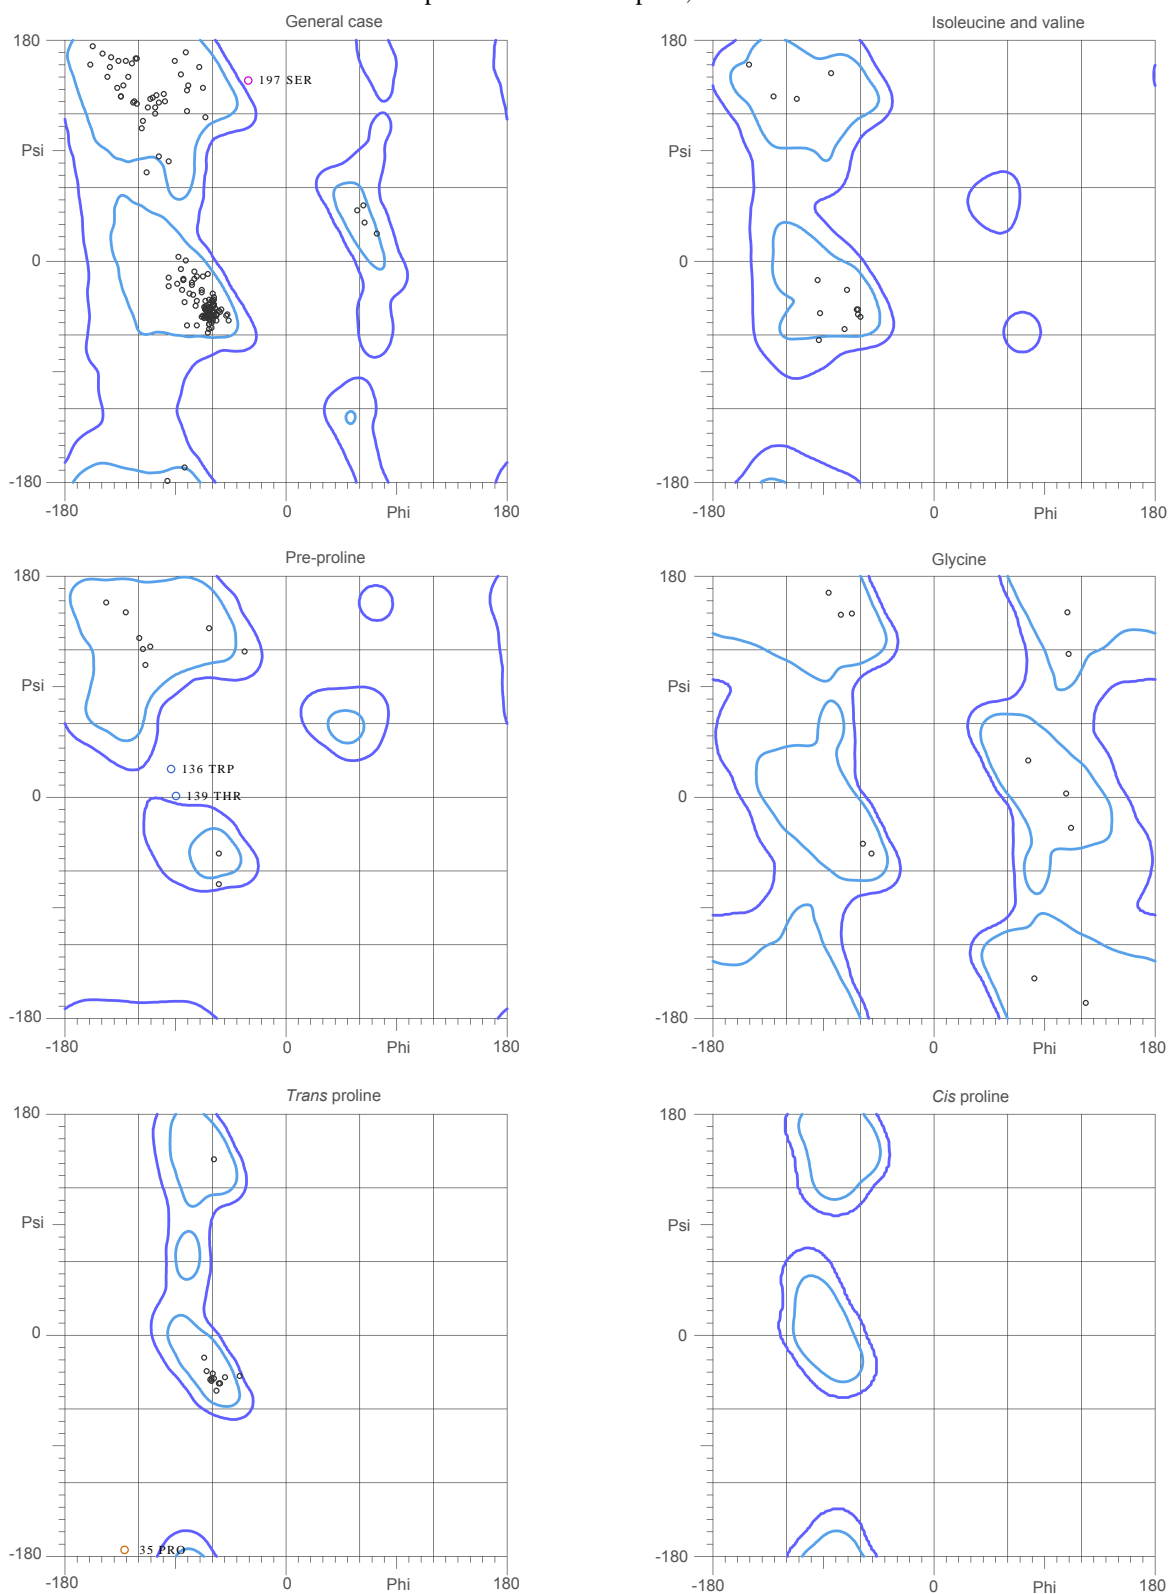 General case
180
Psi
0
-180
-180
0
Phi
180
197 SER
Isoleucine and valine
180
Psi
0
-180
-180
0
Phi
180
Pre-proline
180
Psi
0
-180
-180
0
Phi
180
136 TRP
139 THR
Glycine
180
Psi
0
-180
-180
0
Phi
180
Trans proline
180
Psi
0
-180
-180
0
Phi
180
35 PRO
Cis proline
180
Psi
0
-180
-180
0
Phi
180